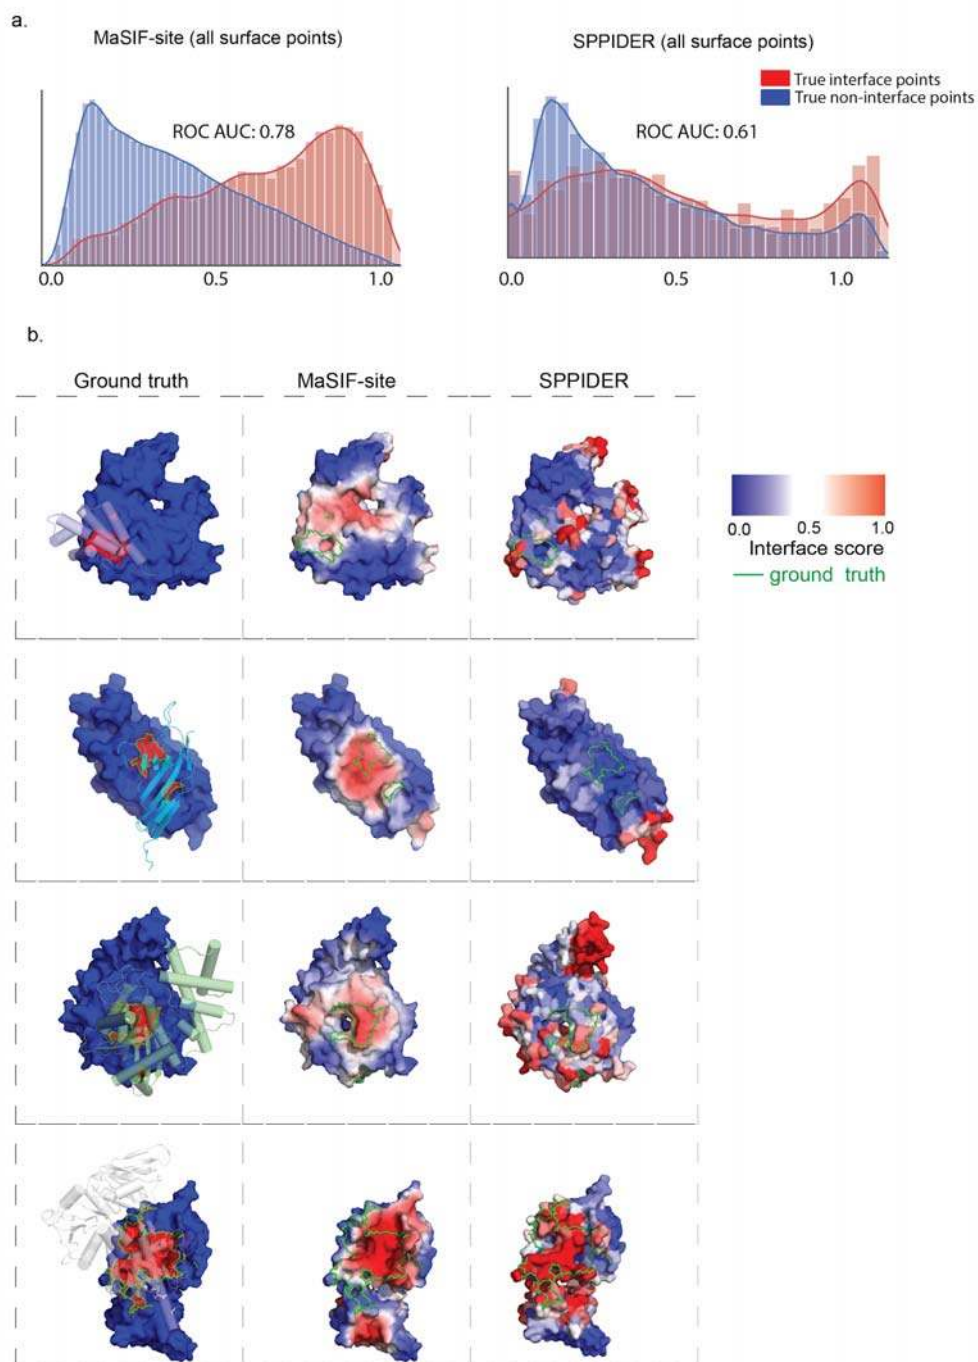 a.
MaSIF-site (all surface points)
SPPIDER (all surface points)
True interface points
True non-interface points
ROC AUC: 0.78
ROC AUC: 0.61
0.0 0.5 1.0
0.0 0.5 1.0
b.
Ground truth MaSIF-site SPPIDER
0.0 0.5 1.0
Interface score
ground truth